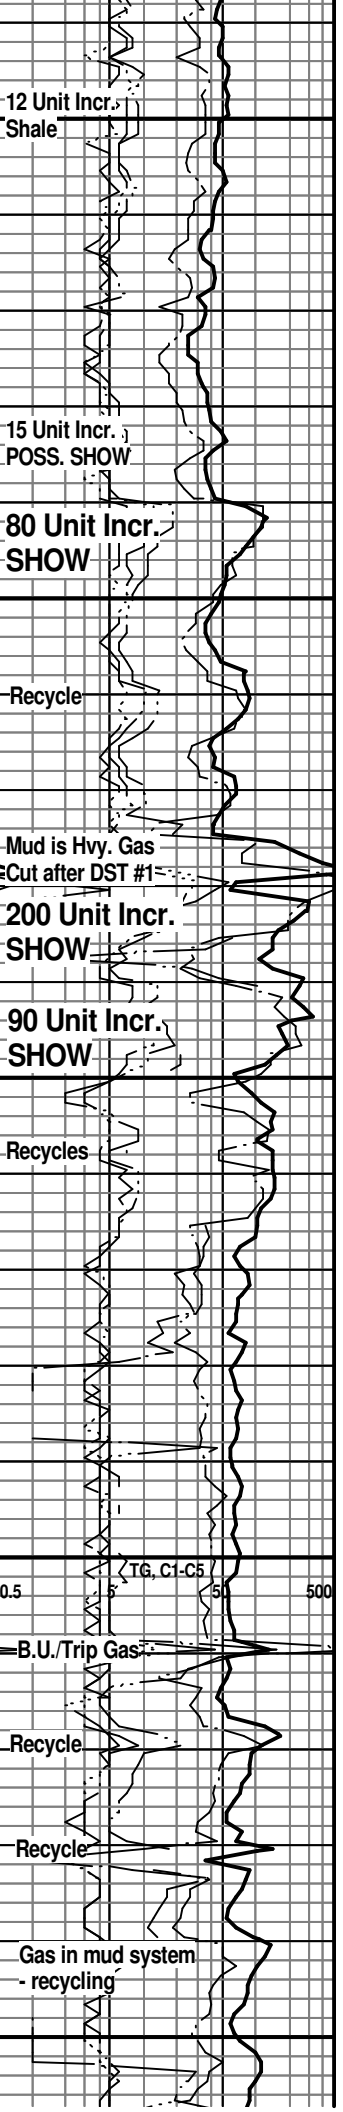 12 Unit Incr.
Shale
15 Unit Incr.
POSS. SHOW
80 Unit Incr.
SHOW
Recycle
Mud is Hvy. Gas
Cut after DST #1
200 Unit Incr.
SHOW
90 Unit Incr.
SHOW
Recycles
TG, C1-C5
0.5 5 50 500
B.U./Trip Gas
Recycle
Recycle
Gas in mud system
- recycling